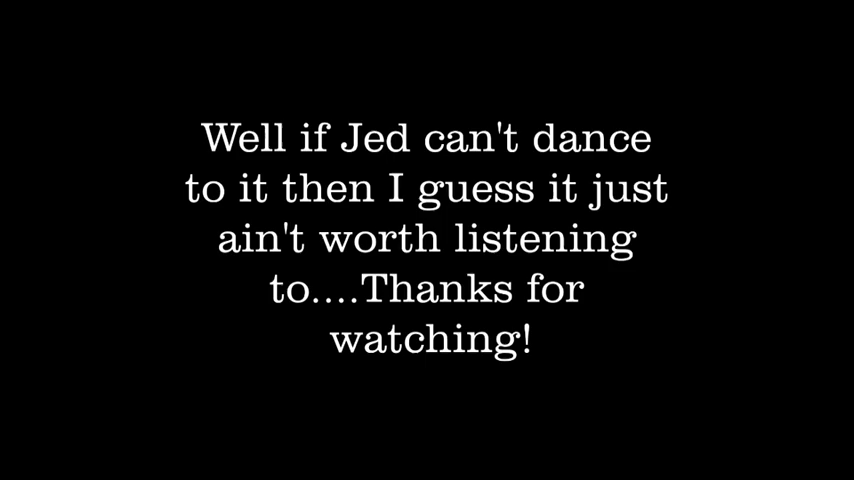 Well if Jed can't dance
to it then I guess it just
ain't worth listening
to....Thanks for
watching!